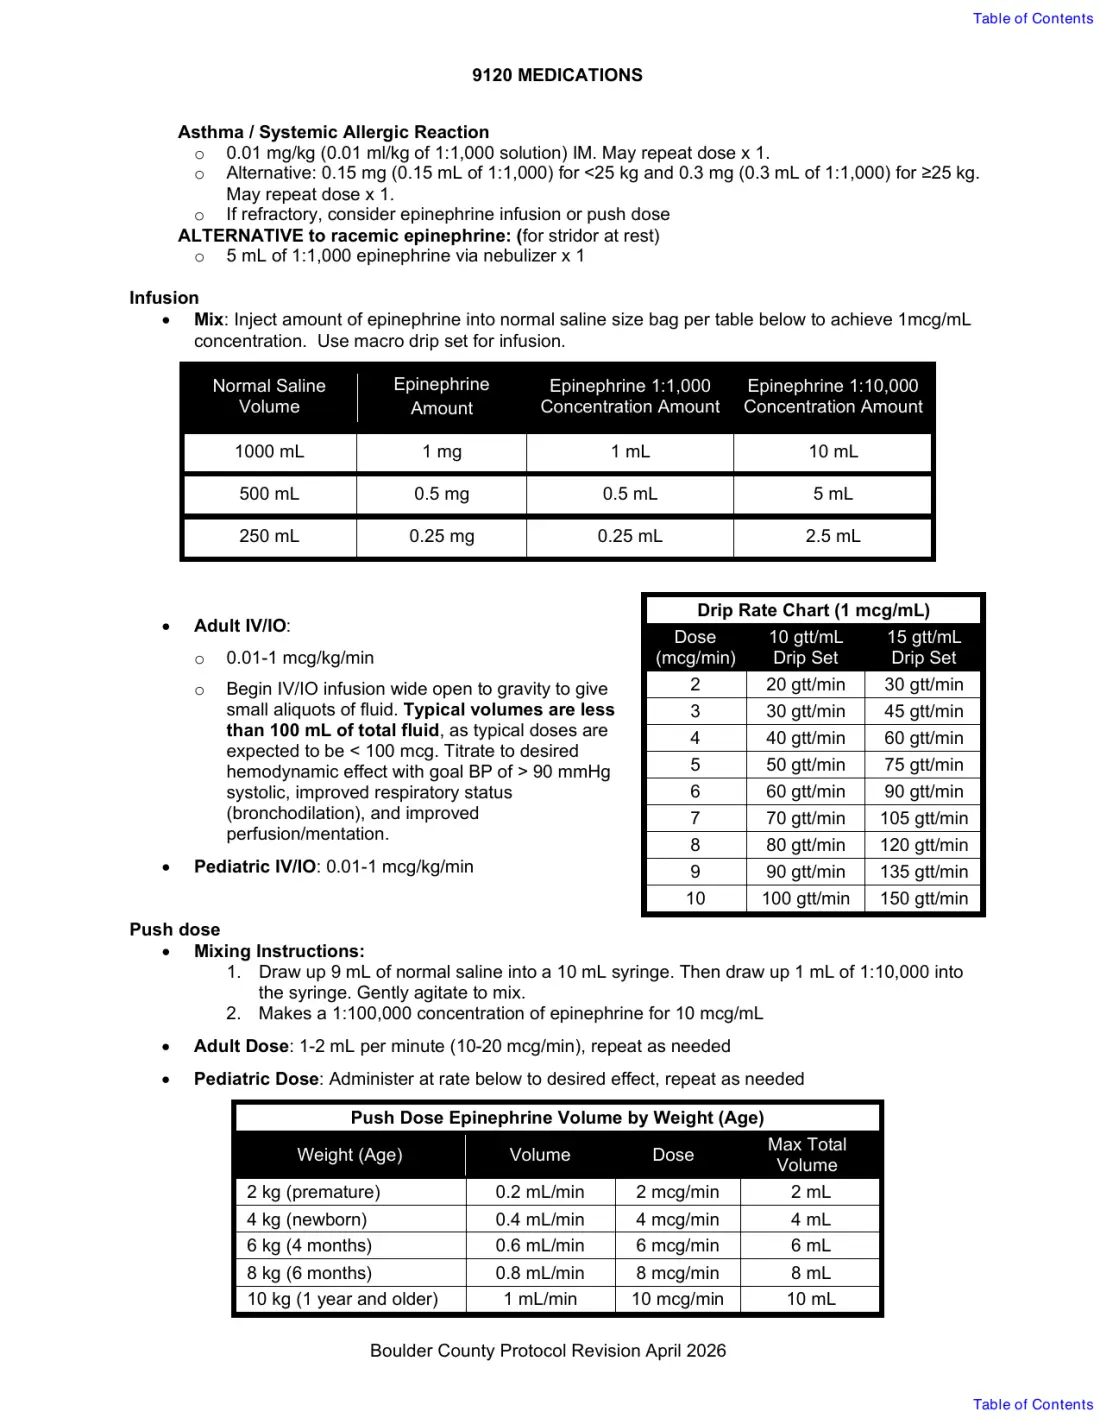 Table of Contents
9120 MEDICATIONS
Asthma / Systemic Allergic Reaction
o 0.01 mg/kg (0.01 ml/kg of 1:1,000 solution) IM. May repeat dose x 1.
o Alternative: 0.15 mg (0.15 mL of 1:1,000) for <25 kg and 0.3 mg (0.3 mL of 1:1,000) for ≥25 kg.
May repeat dose x 1.
o If refractory, consider epinephrine infusion or push dose
ALTERNATIVE to racemic epinephrine: (for stridor at rest)
o 5 mL of 1:1,000 epinephrine via nebulizer x 1
Infusion
• Mix: Inject amount of epinephrine into normal saline size bag per table below to achieve 1mcg/mL
concentration. Use macro drip set for infusion.
Normal Saline Volume | Epinephrine Amount | Epinephrine 1:1,000 Concentration Amount | Epinephrine 1:10,000 Concentration Amount
1000 mL | 1 mg | 1 mL | 10 mL
500 mL | 0.5 mg | 0.5 mL | 5 mL
250 mL | 0.25 mg | 0.25 mL | 2.5 mL
• Adult IV/IO:
o 0.01-1 mcg/kg/min
o Begin IV/IO infusion wide open to gravity to give
small aliquots of fluid. Typical volumes are less
than 100 mL of total fluid, as typical doses are
expected to be < 100 mcg. Titrate to desired
hemodynamic effect with goal BP of > 90 mmHg
systolic, improved respiratory status
(bronchodilation), and improved
perfusion/mentation.
• Pediatric IV/IO: 0.01-1 mcg/kg/min
Drip Rate Chart (1 mcg/mL)
Dose (mcg/min) | 10 gtt/mL Drip Set | 15 gtt/mL Drip Set
2 | 20 gtt/min | 30 gtt/min
3 | 30 gtt/min | 45 gtt/min
4 | 40 gtt/min | 60 gtt/min
5 | 50 gtt/min | 75 gtt/min
6 | 60 gtt/min | 90 gtt/min
7 | 70 gtt/min | 105 gtt/min
8 | 80 gtt/min | 120 gtt/min
9 | 90 gtt/min | 135 gtt/min
10 | 100 gtt/min | 150 gtt/min
Push dose
• Mixing Instructions:
1. Draw up 9 mL of normal saline into a 10 mL syringe. Then draw up 1 mL of 1:10,000 into
the syringe. Gently agitate to mix.
2. Makes a 1:100,000 concentration of epinephrine for 10 mcg/mL
• Adult Dose: 1-2 mL per minute (10-20 mcg/min), repeat as needed
• Pediatric Dose: Administer at rate below to desired effect, repeat as needed
Push Dose Epinephrine Volume by Weight (Age)
Weight (Age) | Volume | Dose | Max Total Volume
2 kg (premature) | 0.2 mL/min | 2 mcg/min | 2 mL
4 kg (newborn) | 0.4 mL/min | 4 mcg/min | 4 mL
6 kg (4 months) | 0.6 mL/min | 6 mcg/min | 6 mL
8 kg (6 months) | 0.8 mL/min | 8 mcg/min | 8 mL
10 kg (1 year and older) | 1 mL/min | 10 mcg/min | 10 mL
Boulder County Protocol Revision April 2026
Table of Contents